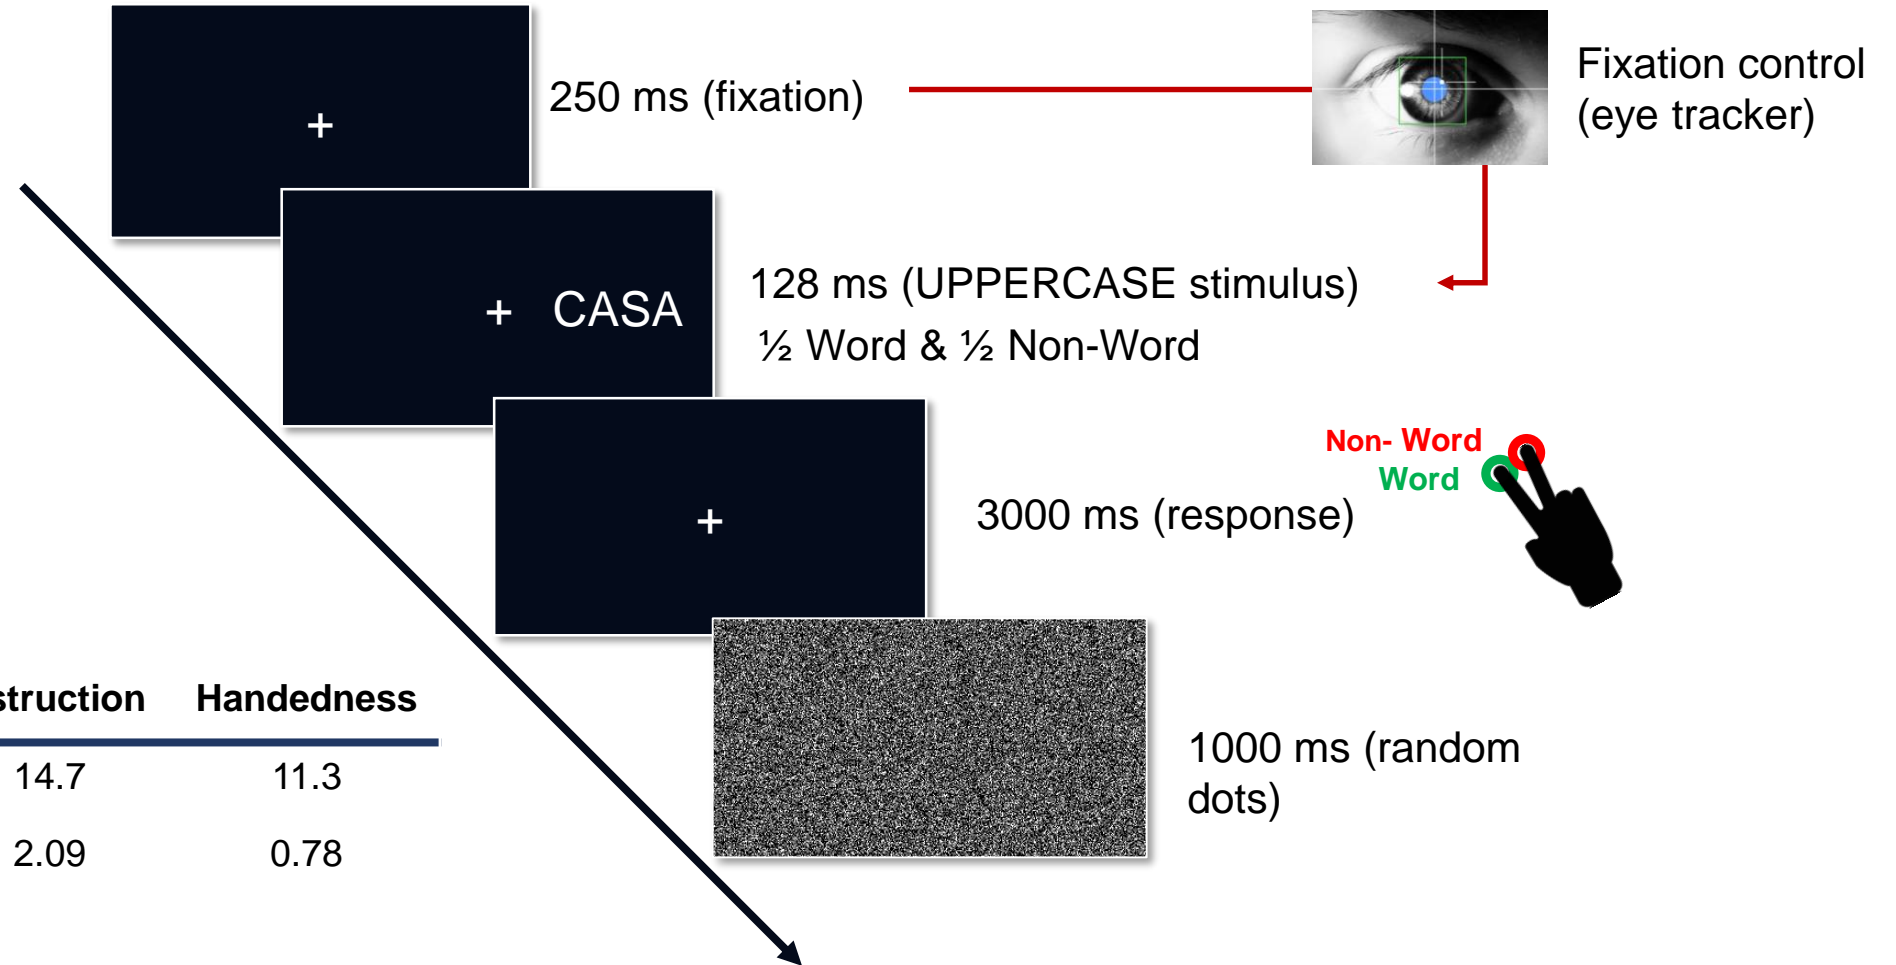 +
250 ms (fixation)
Fixation control
(eye tracker)
+ CASA
128 ms (UPPERCASE stimulus)
½ Word & ½ Non-Word
Non- Word
Word
+
3000 ms (response)
1000 ms (random
dots)
struction Handedness
14.7 11.3
2.09 0.78